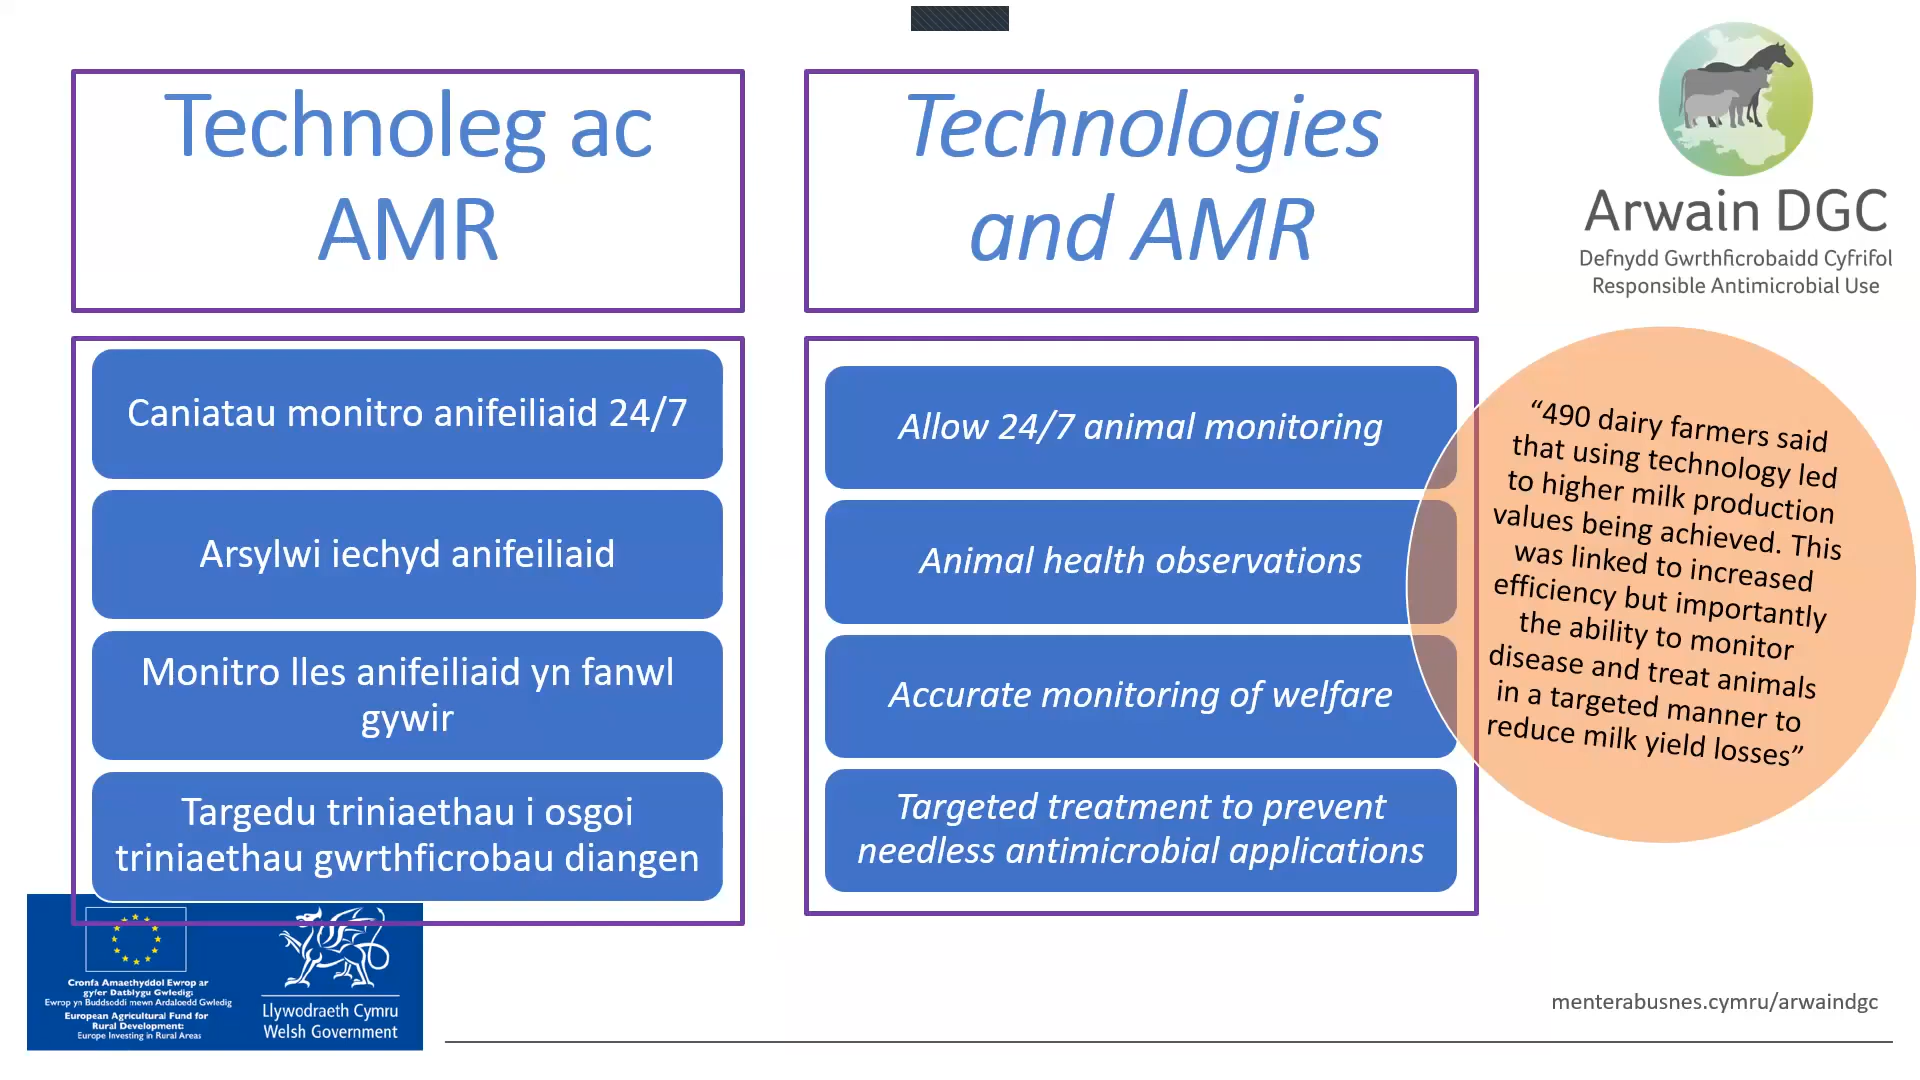 Technoleg ac
AMR
Caniatau monitro anifeiliaid 24/7
Arsylwi iechyd anifeiliaid
Monitro lles anifeiliaid yn fanwl
gywir
Targedu triniaethau i osgoi
triniaethau gwrthficrobau diangen
Technologies
and AMR
Allow 24/7 animal monitoring
Animal health observations
Accurate monitoring of welfare
Targeted treatment to prevent
needless antimicrobial applications
Arwain DGC
Defnydd Gwrthficrobaidd Cyfrifol
Responsible Antimicrobial Use
“490 dairy farmers said
that using technology led
to higher milk production
values being achieved. This
was linked to increased
efficiency but importantly
the ability to monitor
disease and treat animals
in a targeted manner to
reduce milk yield losses”
Cronfa Amaethyddol Ewrop ar
gyfer Datblygu Gwledig:
Ewrop yn Buddsoddi mewn Ardaloedd Gwledig
European Agricultural Fund for
Rural Development:
Europe Investing in Rural Areas
Llywodraeth Cymru
Welsh Government
menterabusnes.cymru/arwaindgc